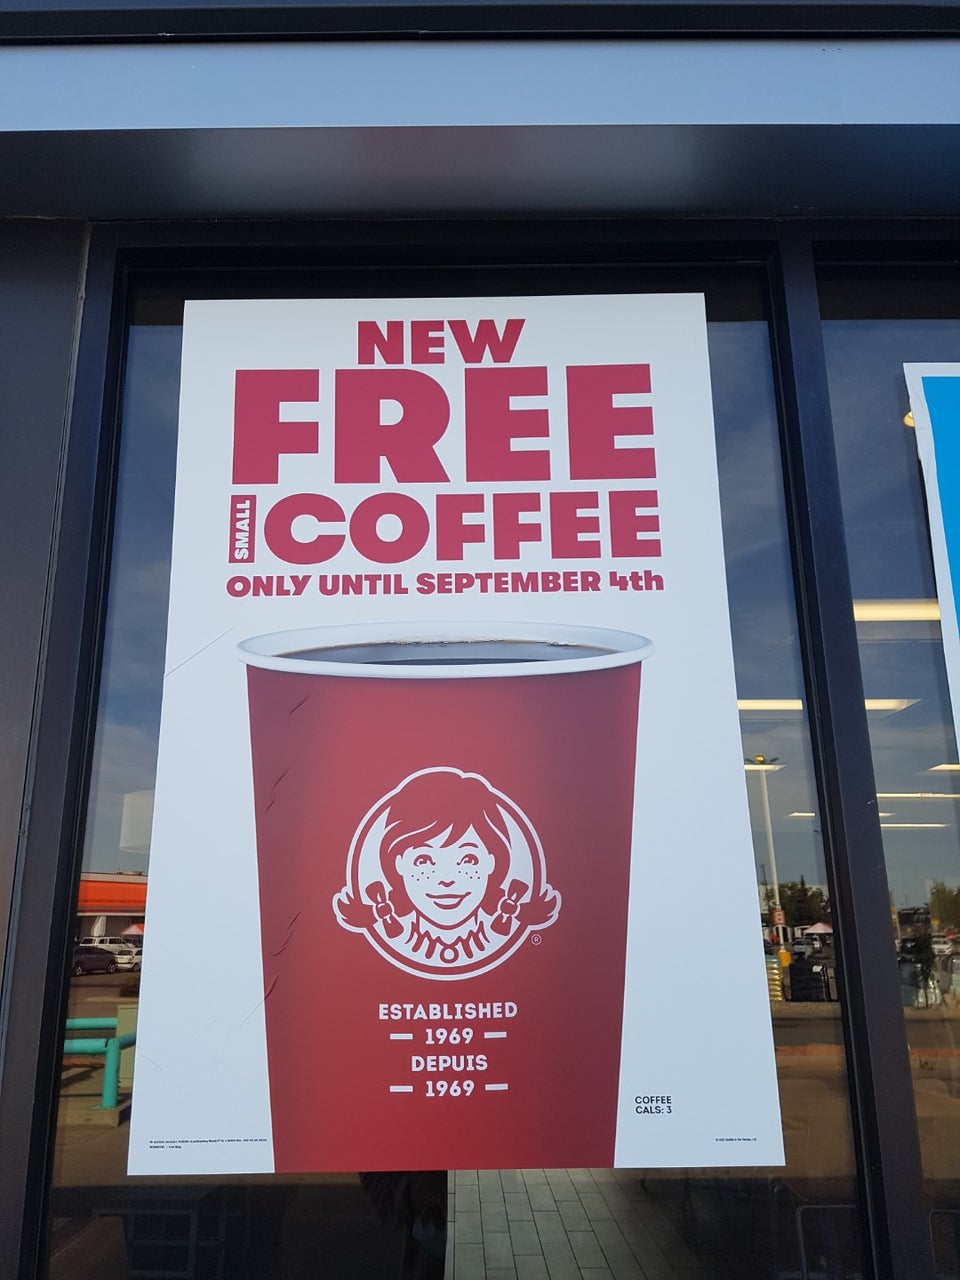 NEW
FREE
SMALL COFFEE
ONLY UNTIL SEPTEMBER 4th
®
ESTABLISHED
— 1969 —
DEPUIS
— 1969 —
COFFEE
CALS: 3